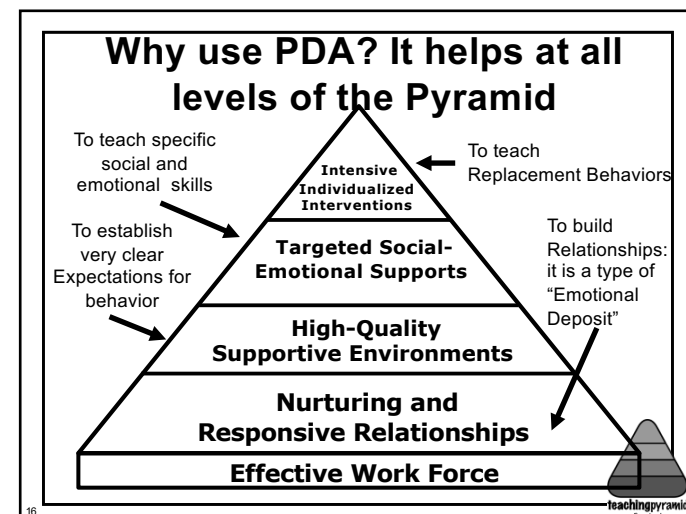 Why use PDA? It helps at all
levels of the Pyramid
To teach specific
social and
emotional skills
To teach
Replacement Behaviors
Intensive
Individualized
Interventions
To establish
very clear
Expectations for
behavior
Targeted Social-
Emotional Supports
To build
Relationships:
it is a type of
“Emotional
Deposit”
High-Quality
Supportive Environments
Nurturing and
Responsive Relationships
Effective Work Force
teachingpyramid
16